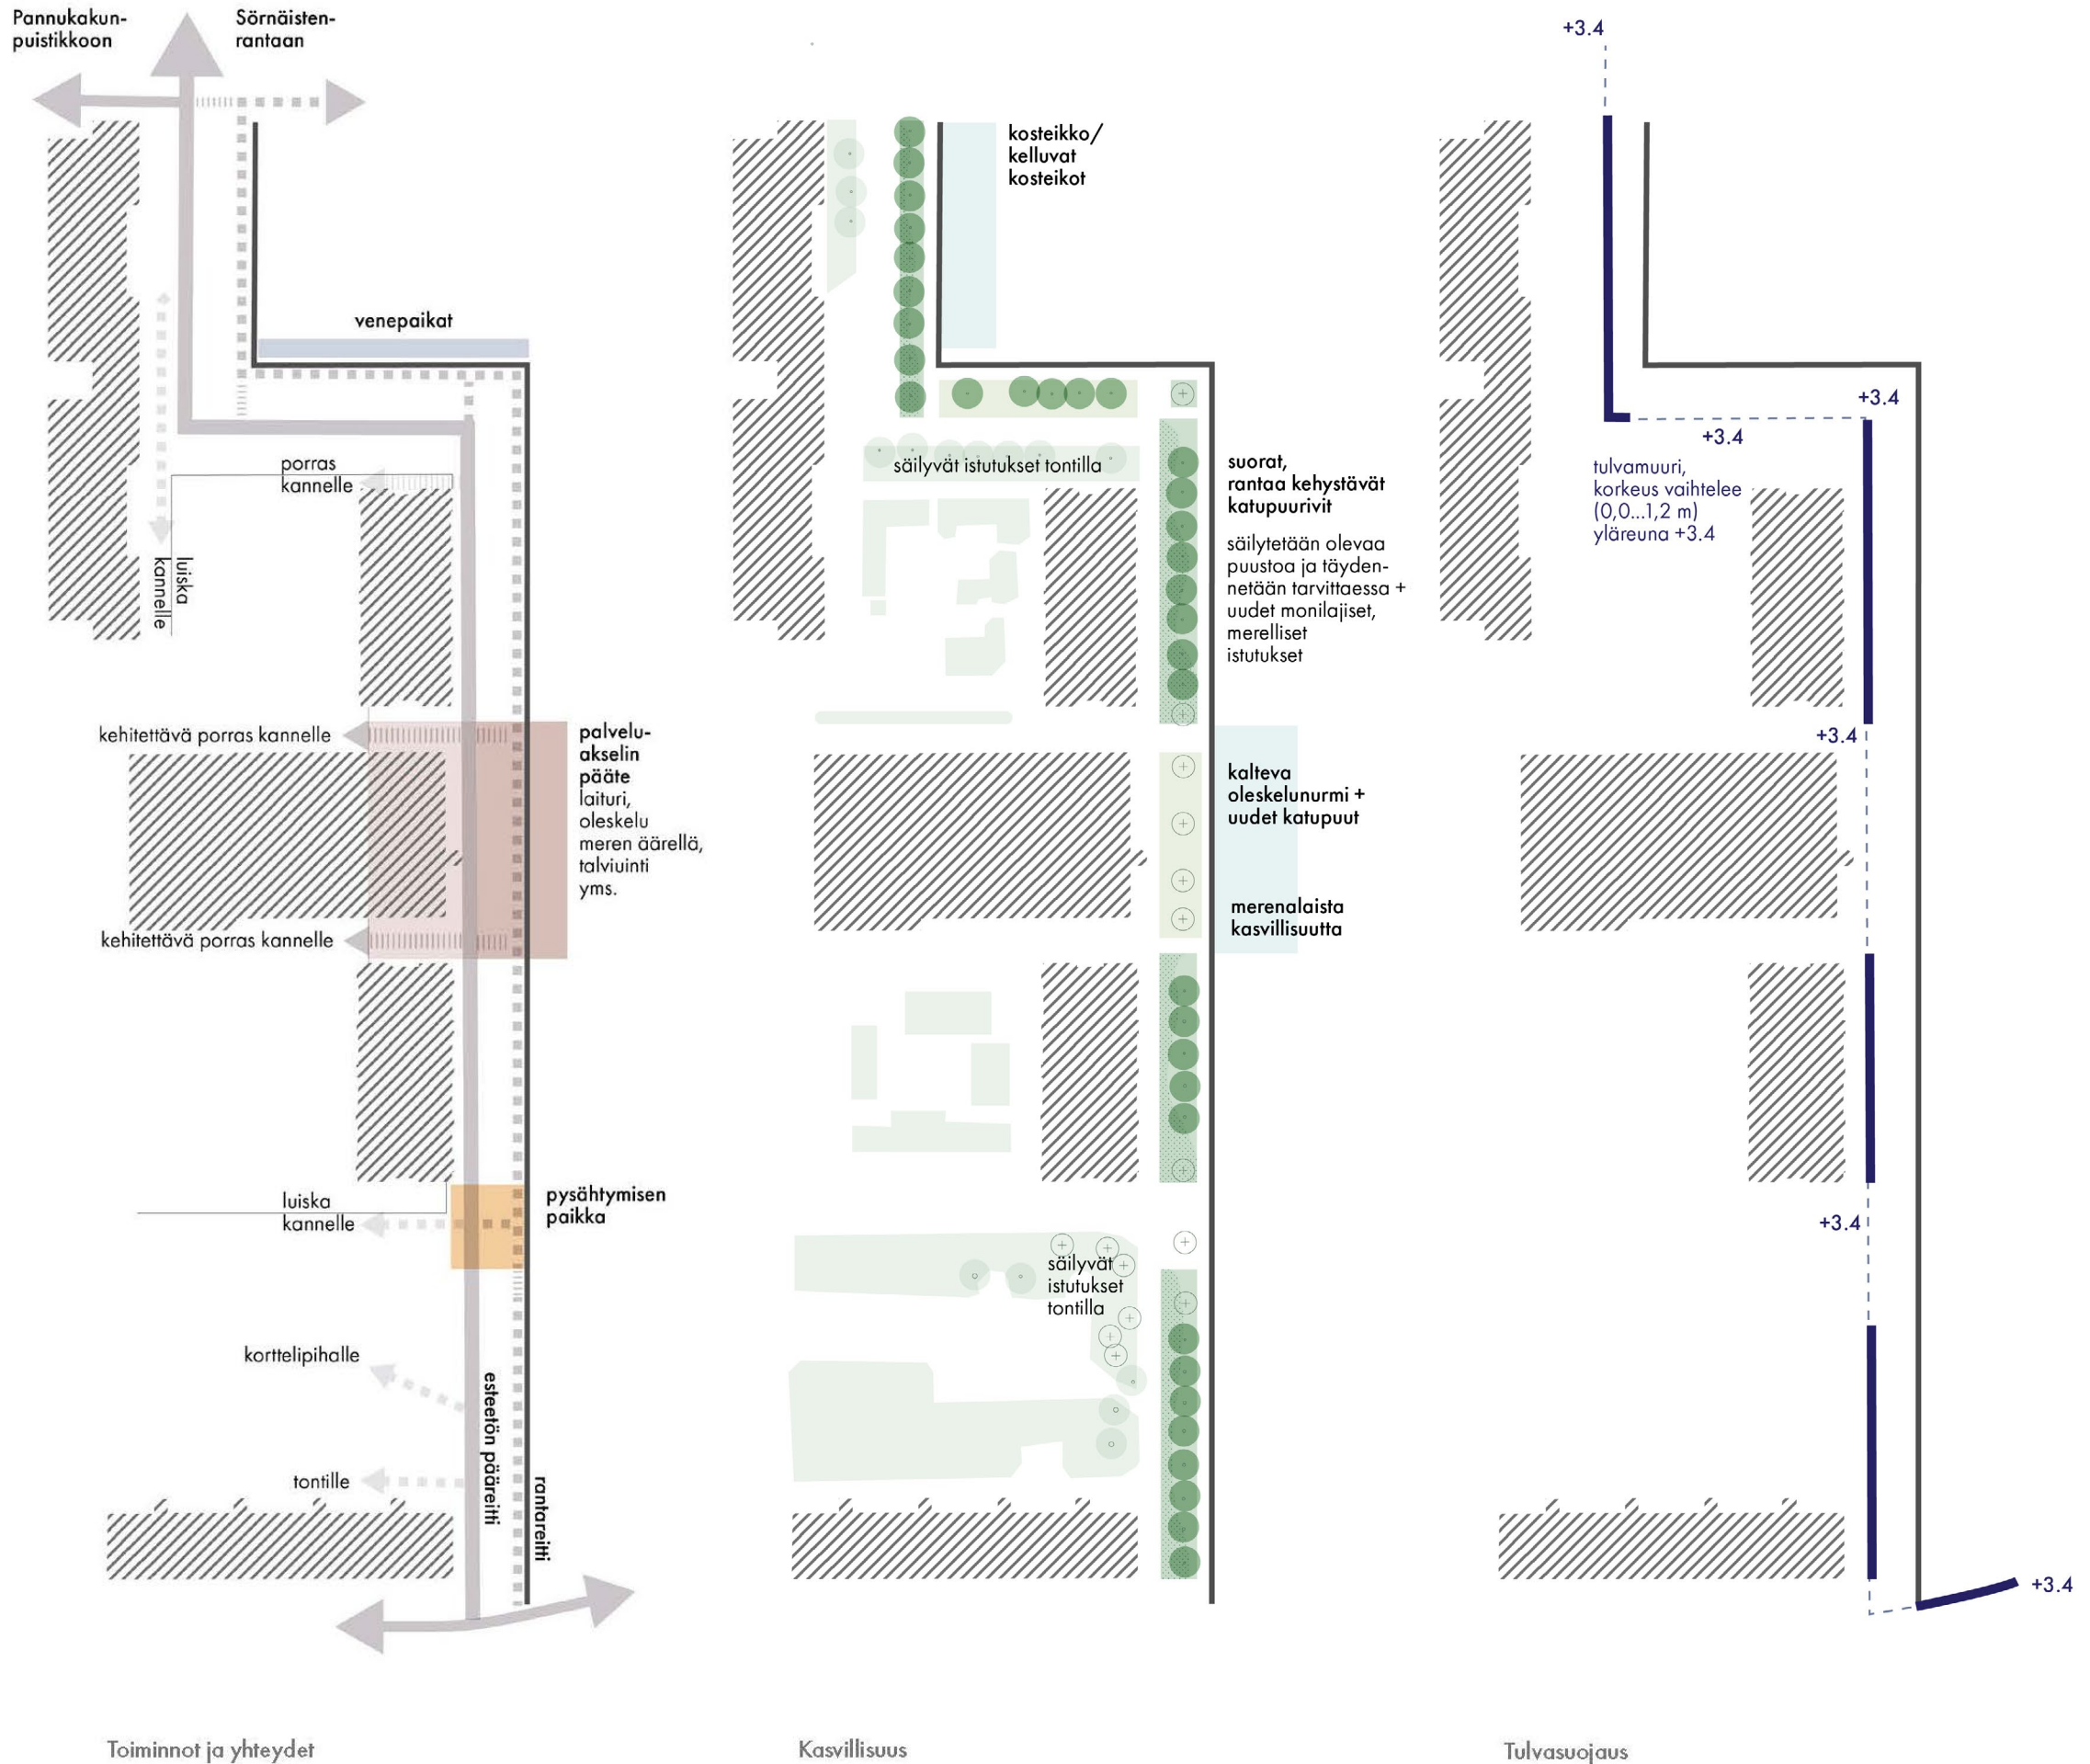 Pannukakun-
puistikkoon
Sörnäisten-
rantaan
venepaikat
porras
kannelle
luiska
kannelle
kehitettävä porras kannelle
palvelu-
akselin
pääte
laituri,
oleskelu
meren äärellä,
talviuinti
yms.
kehitettävä porras kannelle
luiska
kannelle
pysähtymisen
paikka
korttelipihalle
tontille
esteetön pääreitti
rantareitti
Toiminnot ja yhteydet
kosteikko/
kelluvat
kosteikot
säilyvät istutukset tontilla
suorat,
rantaa kehystävät
katupuurivit
säilytetään olevaa
puustoa ja täyden-
netään tarvittaessa +
uudet monilajiset,
merelliset
istutukset
kalteva
oleskelunurmi +
uudet katupuut
merenalaista
kasvillisuutta
säilyvät
istutukset
tontilla
Kasvillisuus
+3.4
+3.4
+3.4
tulvamuuri,
korkeus vaihtelee
(0,0...1,2 m)
yläreuna +3.4
+3.4
+3.4
+3.4
Tulvasuojaus